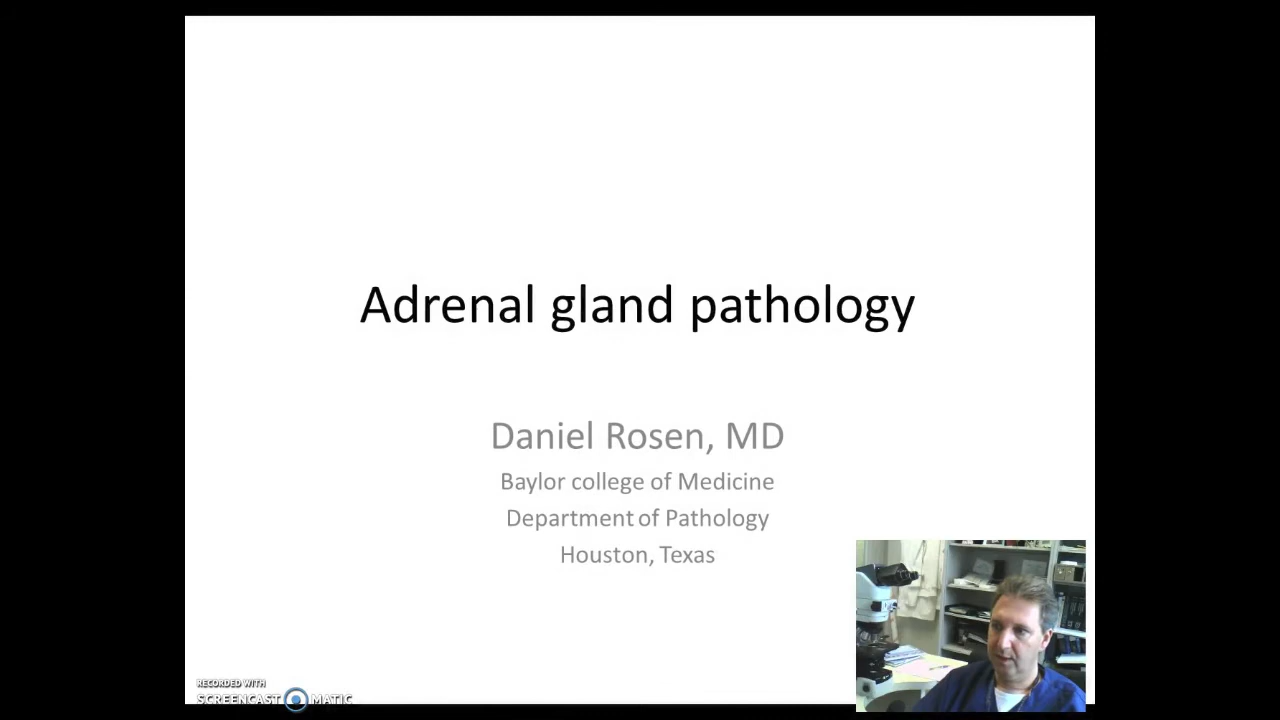 Adrenal gland pathology
Daniel Rosen, MD
Baylor college of Medicine
Department of Pathology
Houston, Texas
RECORDED WITH
SCREENCAST MATIC